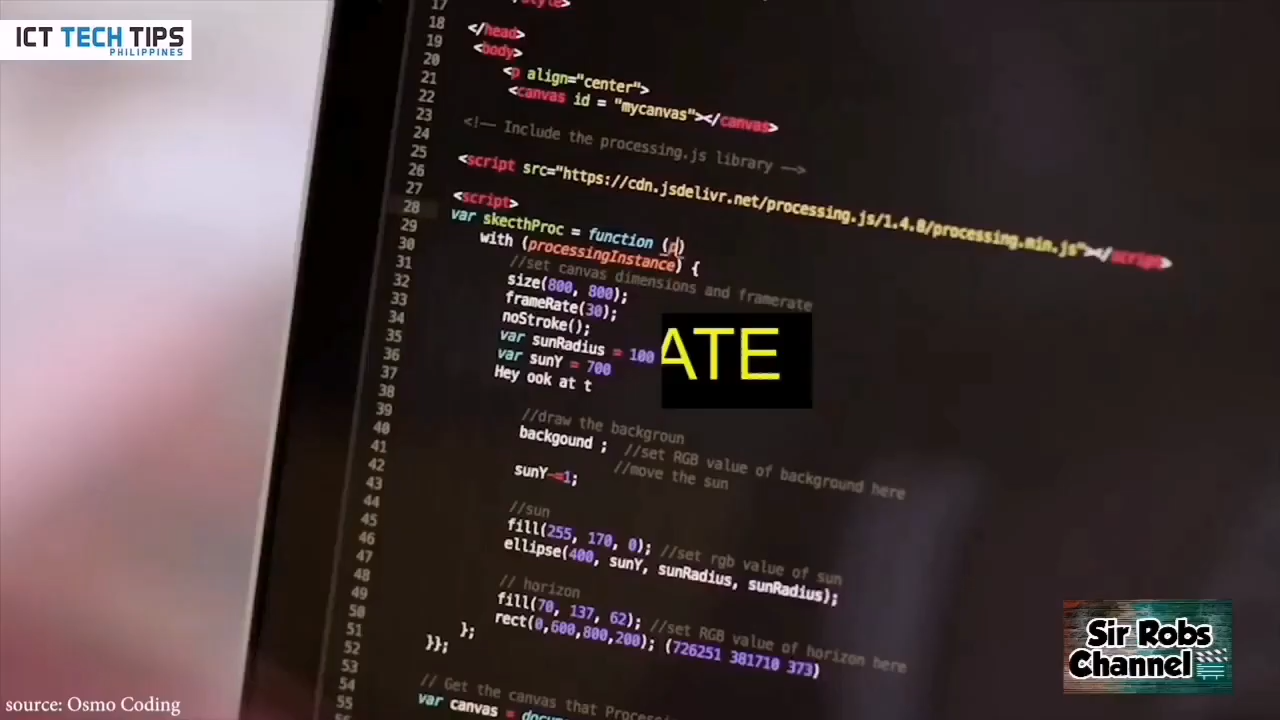 ICT TECH TIPS
PHILIPPINES
17
18 </head>
19 <body>
20
21 <p align="center">
22 <canvas id = "mycanvas"></canvas>
23
24 <!-- Include the processing.js library -->
25
26 <script src="https://cdn.jsdelivr.net/processing.js/1.4.8/processing.min.js"></script>
27
28 <script>
29 var skecthProc = function (p)
30 with (processingInstance) {
31 //set canvas dimensions and framerate
32 size(800, 800);
33 frameRate(30);
34 noStroke();
35 var sunRadius = 100
36 var sunY = 700
37 Hey ook at t
38
39 //draw the backgroun
40 backgound ; //set RGB value of background here
41 //move the sun
42 sunY-=1;
43
44 //sun
45 fill(255, 170, 0); //set rgb value of sun
46 ellipse(400, sunY, sunRadius, sunRadius);
47
48 // horizon
49 fill(70, 137, 62); //set RGB value of horizon here
50 rect(0,600,800,200); (726251 381710 373)
51 };
52 }};
53
54 // Get the canvas that
55 var canvas =
ATE
Sir Robs
Channel
source: Osmo Coding